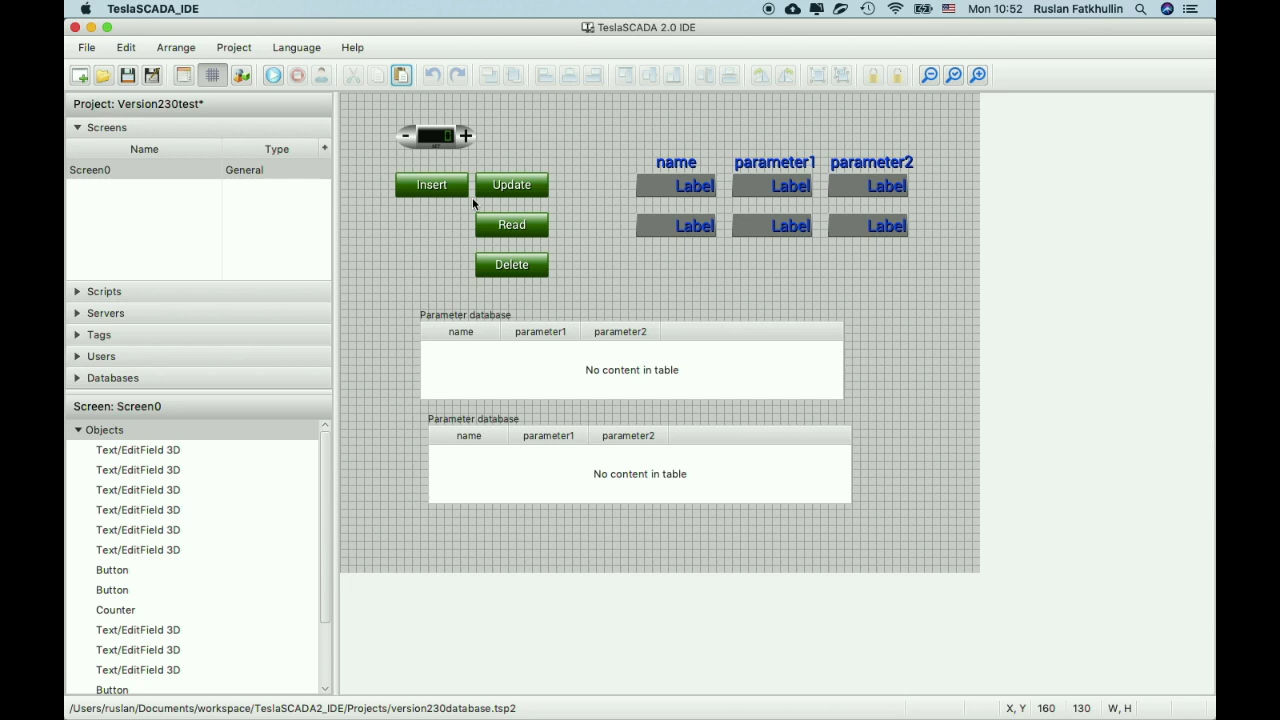 TeslaSCADA_IDE
Mon 10:52 Ruslan Fatkhullin
TeslaSCADA 2.0 IDE
File Edit Arrange Project Language Help
Project: Version230test*
Screens
Name Type +
Screen0 General
Scripts
Servers
Tags
Users
Databases
Screen: Screen0
Objects
Text/EditField 3D
Text/EditField 3D
Text/EditField 3D
Text/EditField 3D
Text/EditField 3D
Text/EditField 3D
Button
Button
Counter
Text/EditField 3D
Text/EditField 3D
Text/EditField 3D
Button
- 0 +
Insert Update
Read
Delete
name parameter1 parameter2
Label Label Label
Label Label Label
Parameter database
name parameter1 parameter2
No content in table
Parameter database
name parameter1 parameter2
No content in table
/Users/ruslan/Documents/workspace/TeslaSCADA2_IDE/Projects/version230database.tsp2
X, Y 160 130 W, H